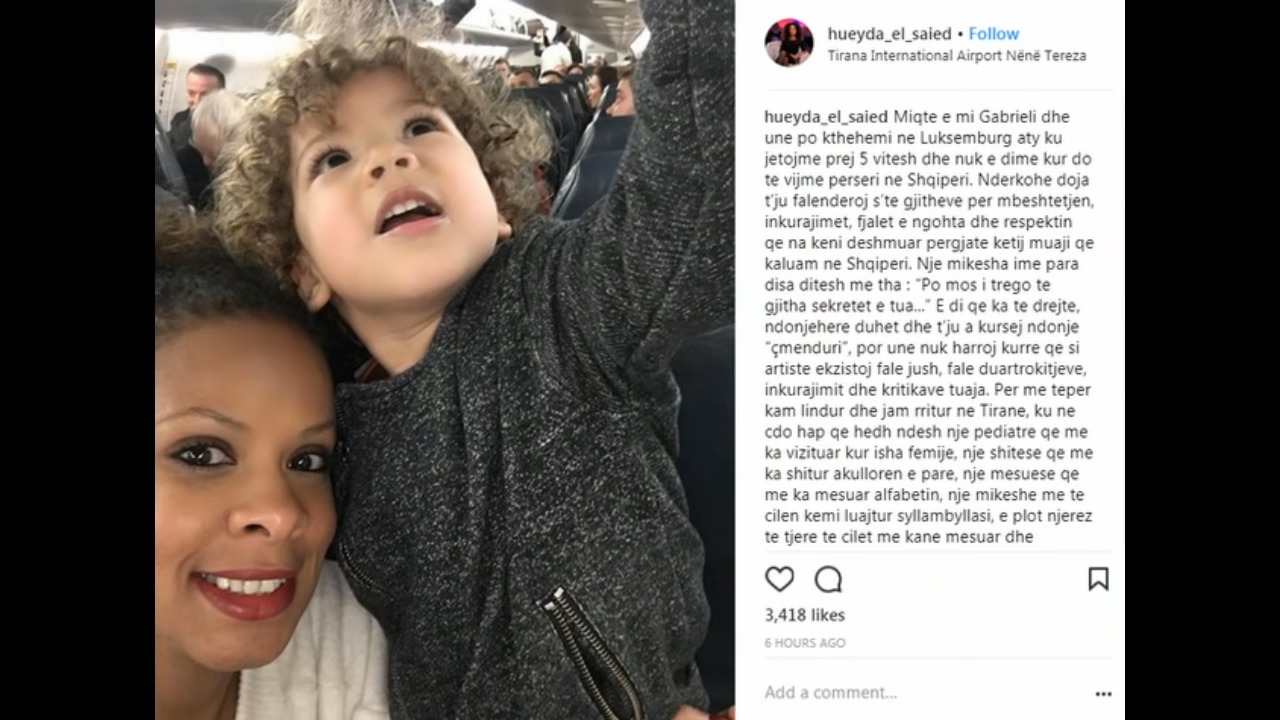 hueyda_el_saied • Follow
Tirana International Airport Nënë Tereza
hueyda_el_saied Miqte e mi Gabrieli dhe
une po kthehemi ne Luksemburg aty ku
jetojme prej 5 vitesh dhe nuk e dime kur do
te vijme perseri ne Shqiperi. Nderkohe doja
t'ju falenderoj s'te gjitheve per mbeshtetjen,
inkurajimet, fjalet e ngohta dhe respektin
qe na keni deshmuar pergjate ketij muaji qe
kaluam ne Shqiperi. Nje mikesha ime para
disa ditesh me tha : "Po mos i trego te
gjitha sekretet e tua..." E di qe ka te drejte,
ndonjehere duhet dhe t'ju a kursej ndonje
"çmenduri", por une nuk harroj kurre qe si
artiste ekzistoj fale jush, fale duartrokitjeve,
inkurajimit dhe kritikave tuaja. Per me teper
kam lindur dhe jam rritur ne Tirane, ku ne
cdo hap qe hedh ndesh nje pediatre qe me
ka vizituar kur isha femije, nje shitese qe me
ka shitur akulloren e pare, nje mesuese qe
me ka mesuar alfabetin, nje mikeshe me te
cilen kemi luajtur syllambyllasi, e plot njerez
te tjere te cilet me kane mesuar dhe
3,418 likes
6 HOURS AGO
Add a comment...